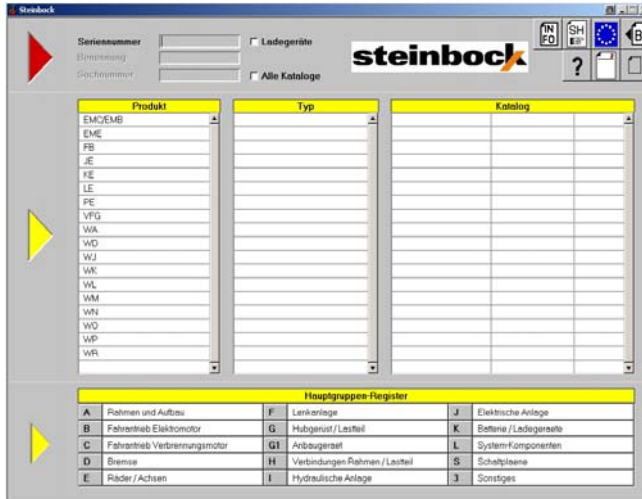 Steinbock
Seriennummer
Ladegeräte
Benennung
Sachnummer
Alle Kataloge
steinbock
IN FO
SH
?
B
Produkt Typ Katalog
EMC/EMB
EME
FB
JE
KE
LE
PE
VFG
WA
WD
WJ
WK
WL
WM
WN
WO
WP
WR
Hauptgruppen-Register
A Rahmen und Aufbau F Lenkanlage J Elektrische Anlage
B Fahrantrieb Elektromotor G Hubgerüst / Lastteil K Batterie / Ladegeraete
C Fahrantrieb Verbrennungsmotor G1 Anbaugeraet L System-Komponenten
D Bremse H Verbindungen Rahmen / Lastteil S Schaltplaene
E Räder / Achsen I Hydraulische Anlage 3 Sonstiges